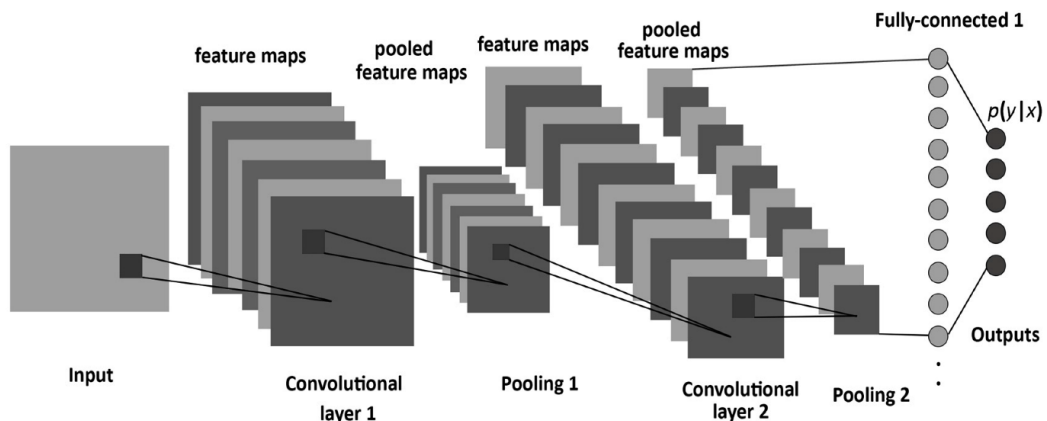 Fully-connected 1
feature maps
pooled
feature maps
feature maps
pooled
feature maps
p(y|x)
Input
Convolutional
layer 1
Pooling 1
Convolutional
layer 2
Pooling 2
Outputs